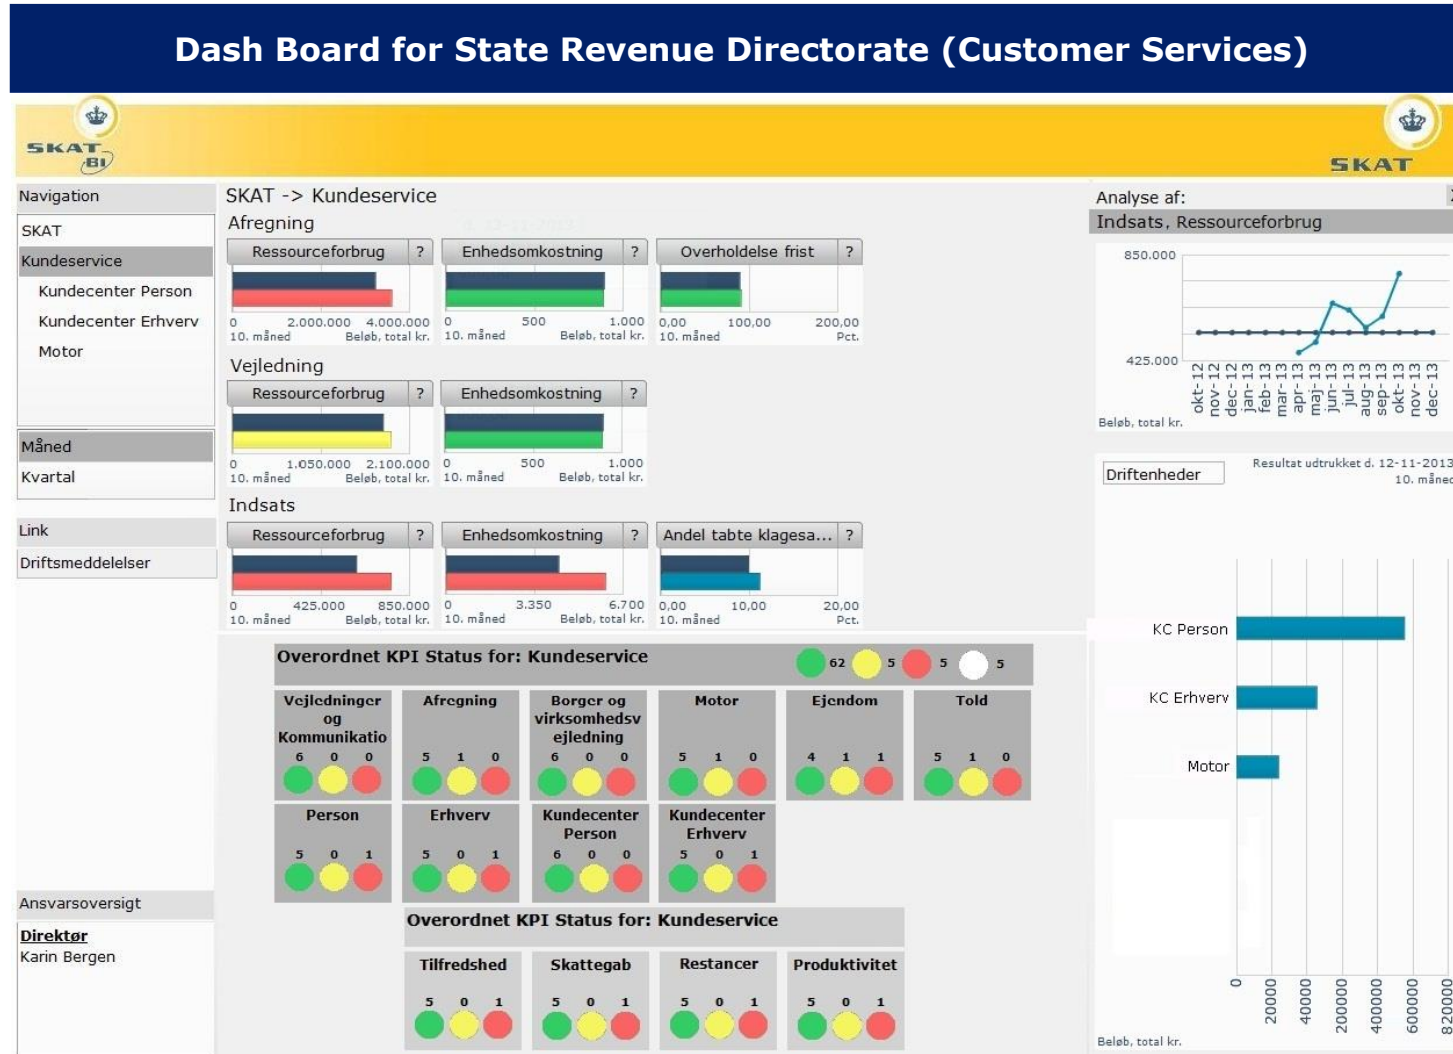 Dash Board for State Revenue Directorate (Customer Services)
SKAT
BI
SKAT
Navigation
SKAT
Kundeservice
Kundecenter Person
Kundecenter Erhverv
Motor
Måned
Kvartal
Link
Driftsmeddelelser
Ansvarsoversigt
Direktør
Karin Bergen
SKAT -> Kundeservice
Afregning
Ressourceforbrug ?
0 2.000.000 4.000.000
10. måned Beløb, total kr.
Enhedsomkostning ?
0 500 1.000
10. måned Beløb, total kr.
Overholdelse frist ?
0,00 100,00 200,00
10. måned Pct.
Vejledning
Ressourceforbrug ?
0 1.050.000 2.100.000
10. måned Beløb, total kr.
Enhedsomkostning ?
0 500 1.000
10. måned Beløb, total kr.
Indsats
Ressourceforbrug ?
0 425.000 850.000
10. måned Beløb, total kr.
Enhedsomkostning ?
0 3.350 6.700
10. måned Beløb, total kr.
Andel tabte klagesa... ?
0,00 10,00 20,00
10. måned Pct.
Overordnet KPI Status for: Kundeservice
62 5 5 5
Vejledninger
og
Kommunikatio
6 0 0
Afregning
5 1 0
Borger og
virksomhedsv
ejledning
6 0 0
Motor
5 1 0
Ejendom
4 1 1
Told
5 1 0
Person
5 0 1
Erhverv
5 0 1
Kundecenter
Person
6 0 0
Kundecenter
Erhverv
5 0 1
Overordnet KPI Status for: Kundeservice
Tilfredshed
5 0 1
Skattegab
5 0 1
Restancer
5 0 1
Produktivitet
5 0 1
Analyse af:
Indsats, Ressourceforbrug
850.000
425.000
okt-12
nov-12
dec-12
jan-13
feb-13
mar-13
apr-13
maj-13
jun-13
jul-13
aug-13
sep-13
okt-13
nov-13
dec-13
Beløb, total kr.
Driftenheder
Resultat udtrukket d. 12-11-2013
10. måned
KC Person
KC Erhverv
Motor
0
20000
40000
200000
400000
600000
820000
Beløb, total kr.